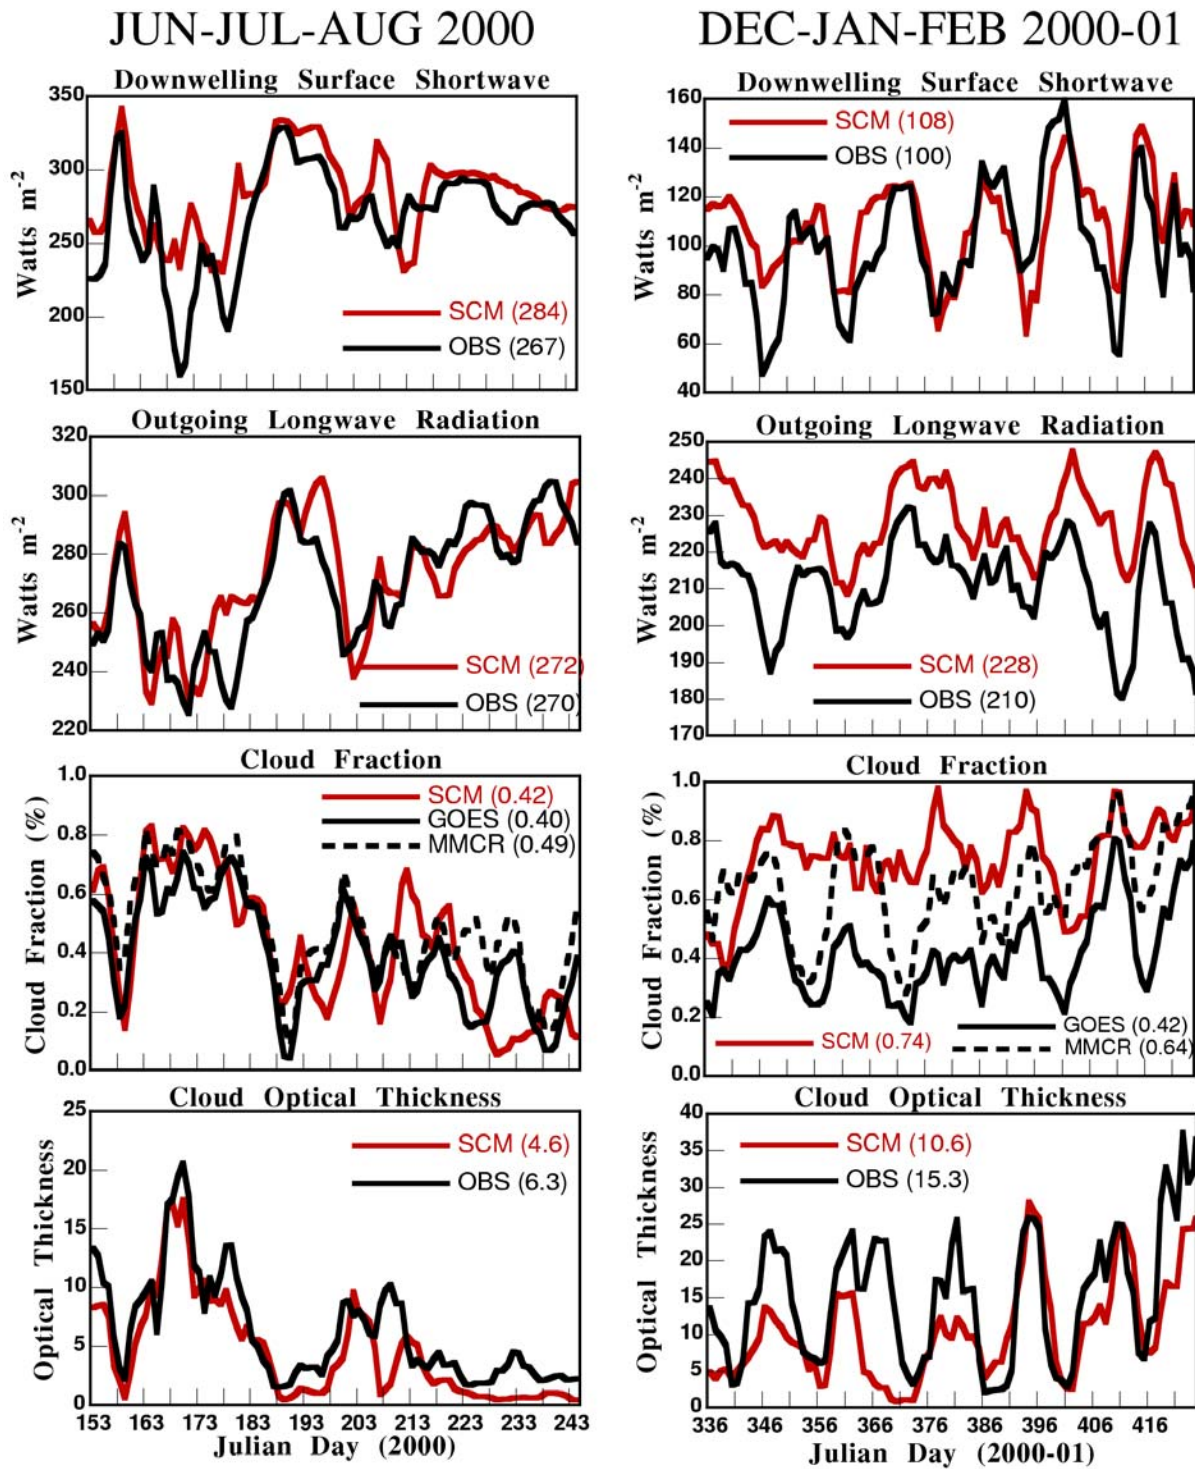 JUN-JUL-AUG 2000
Downwelling Surface Shortwave
350
300
250
200
150
Watts m-2
SCM (284)
OBS (267)
Outgoing Longwave Radiation
320
300
280
260
240
220
Watts m-2
SCM (272)
OBS (270)
Cloud Fraction
1.0
0.8
0.6
0.4
0.2
0.0
Cloud Fraction (%)
SCM (0.42)
GOES (0.40)
MMCR (0.49)
Cloud Optical Thickness
25
20
15
10
5
0
Optical Thickness
SCM (4.6)
OBS (6.3)
153 163 173 183 193 203 213 223 233 243
Julian Day (2000)
DEC-JAN-FEB 2000-01
Downwelling Surface Shortwave
160
140
120
100
80
60
40
Watts m-2
SCM (108)
OBS (100)
Outgoing Longwave Radiation
250
240
230
220
210
200
190
180
170
Watts m-2
SCM (228)
OBS (210)
Cloud Fraction
1.0
0.8
0.6
0.4
0.2
0.0
Cloud Fraction (%)
SCM (0.74)
GOES (0.42)
MMCR (0.64)
Cloud Optical Thickness
40
35
30
25
20
15
10
5
0
Optical Thickness
SCM (10.6)
OBS (15.3)
336 346 356 366 376 386 396 406 416
Julian Day (2000-01)